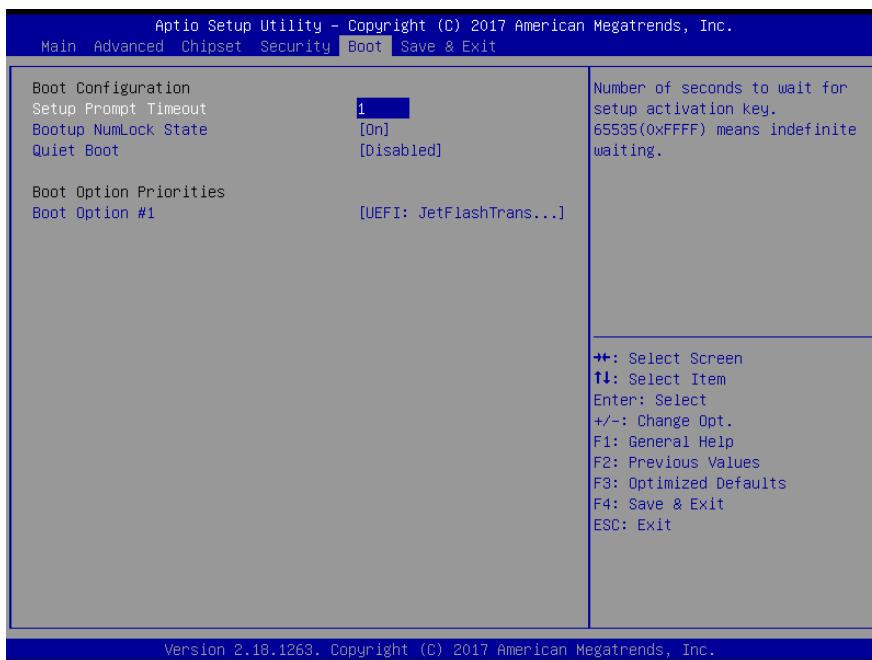 Aptio Setup Utility – Copyright (C) 2017 American Megatrends, Inc.
Main Advanced Chipset Security Boot Save & Exit
Boot Configuration
Setup Prompt Timeout 1
Bootup NumLock State [On]
Quiet Boot [Disabled]
Boot Option Priorities
Boot Option #1 [UEFI: JetFlashTrans...]
Number of seconds to wait for
setup activation key.
65535(0xFFFF) means indefinite
waiting.
→←: Select Screen
↑↓: Select Item
Enter: Select
+/-: Change Opt.
F1: General Help
F2: Previous Values
F3: Optimized Defaults
F4: Save & Exit
ESC: Exit
Version 2.18.1263. Copyright (C) 2017 American Megatrends, Inc.